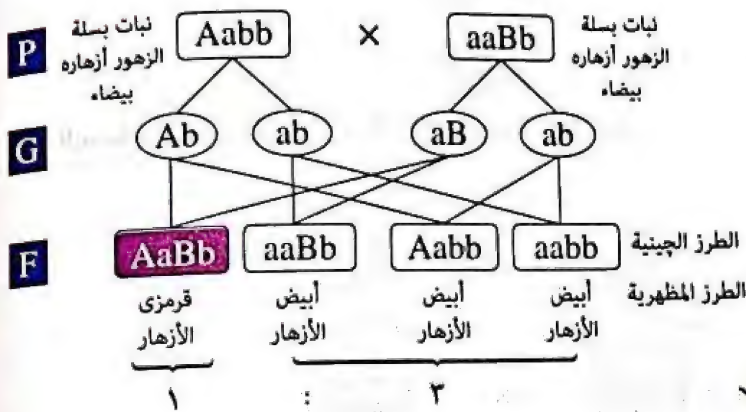 P
نبات بسلة
الزهور أزهاره
بيضاء
Aabb × aaBb
نبات بسلة
الزهور أزهاره
بيضاء
G
Ab ab aB ab
F
AaBb aaBb Aabb aabb
الطرز الچينية
الطرز المظهرية
قرمزى
الأزهار
أبيض
الأزهار
أبيض
الأزهار
أبيض
الأزهار
١ : ٣